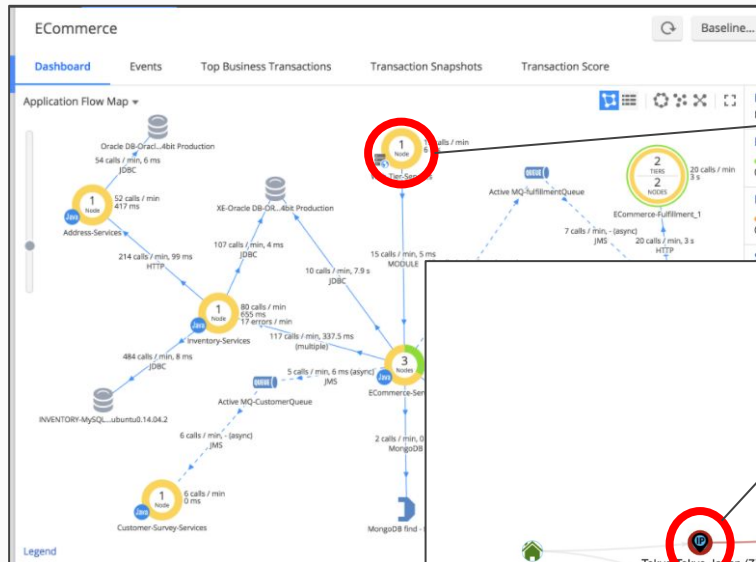 ECommerce
Baseline...
Dashboard
Events
Top Business Transactions
Transaction Snapshots
Transaction Score
Application Flow Map
Oracle DB-Oracl...4bit Production
54 calls / min, 6 ms
JDBC
1
Node
52 calls / min
417 ms
Java
Address-Services
214 calls / min, 99 ms
HTTP
XE-Oracle DB-OR...4bit Production
107 calls / min, 4 ms
JDBC
10 calls / min, 7.9 s
JDBC
1
Node
15 calls / min, 5 ms
MODULE
QUEUE
Active MQ-FulfillmentQueue
7 calls / min, - (async)
JMS
2
TIERS
2
NODES
20 calls / min
3 s
ECommerce-Fulfillment_1
20 calls / min, 3 s
HTTP
1
Node
80 calls / min
655 ms
17 errors / min
Java
Inventory-Services
117 calls / min, 337.5 ms
(multiple)
484 calls / min, 8 ms
JDBC
INVENTORY-MySQL...ubuntu0.14.04.2
3
Nodes
Java
ECommerce-Ser
5 calls / min, 6 ms (async)
JMS
QUEUE
Active MQ-CustomerQueue
6 calls / min, - (async)
JMS
2 calls / min, 0
MongoDB
1
Node
6 calls / min
0 ms
Java
Customer-Survey-Services
MongoDB find -
IP
Legend